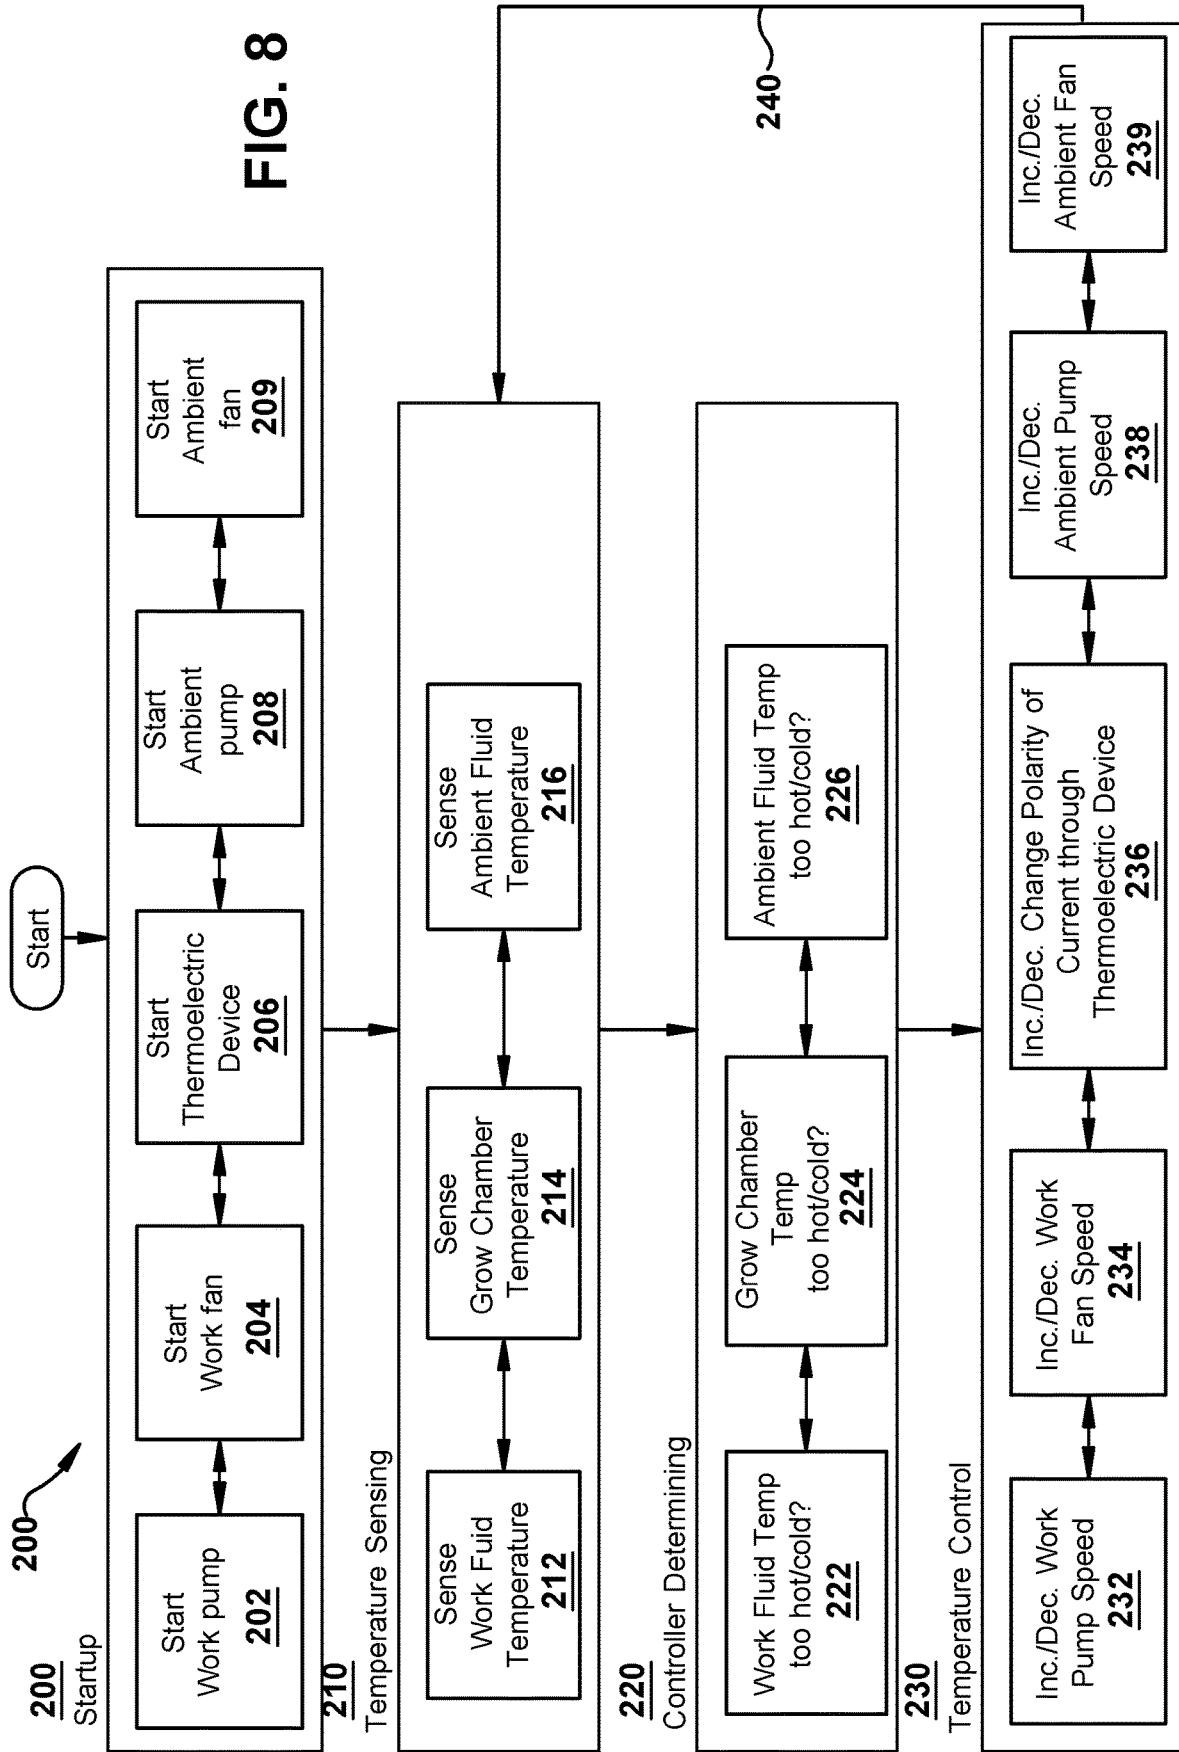 FIG. 8
200
Start
200
Startup
Start
Work pump
202
Start
Work fan
204
Start
Thermoelectric
Device
206
Start
Ambient
pump
208
Start
Ambient
fan
209
210
Temperature Sensing
Sense
Work Fuid
Temperature
212
Sense
Grow Chamber
Temperature
214
Sense
Ambient Fluid
Temperature
216
220
Controller Determining
Work Fluid Temp
too hot/cold?
222
Grow Chamber
Temp
too hot/cold?
224
Ambient Fluid Temp
too hot/cold?
226
230
Temperature Control
Inc./Dec. Work
Pump Speed
232
Inc./Dec. Work
Fan Speed
234
Inc./Dec. Change Polarity of
Current through
Thermoelectric Device
236
Inc./Dec.
Ambient Pump
Speed
238
Inc./Dec.
Ambient Fan
Speed
239
240